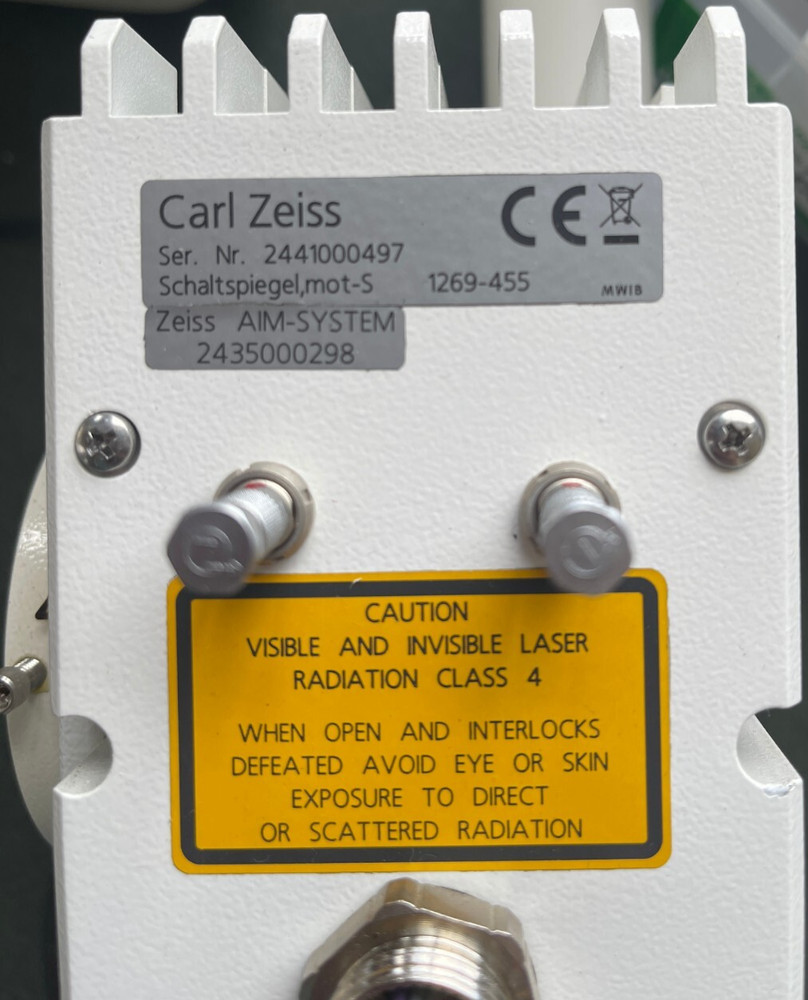 Carl Zeiss
CE
Ser. Nr. 2441000497
Schaltspiegel,mot-S 1269-455 MWIB
Zeiss AIM-SYSTEM
2435000298
CAUTION
VISIBLE AND INVISIBLE LASER
RADIATION CLASS 4
WHEN OPEN AND INTERLOCKS
DEFEATED AVOID EYE OR SKIN
EXPOSURE TO DIRECT
OR SCATTERED RADIATION